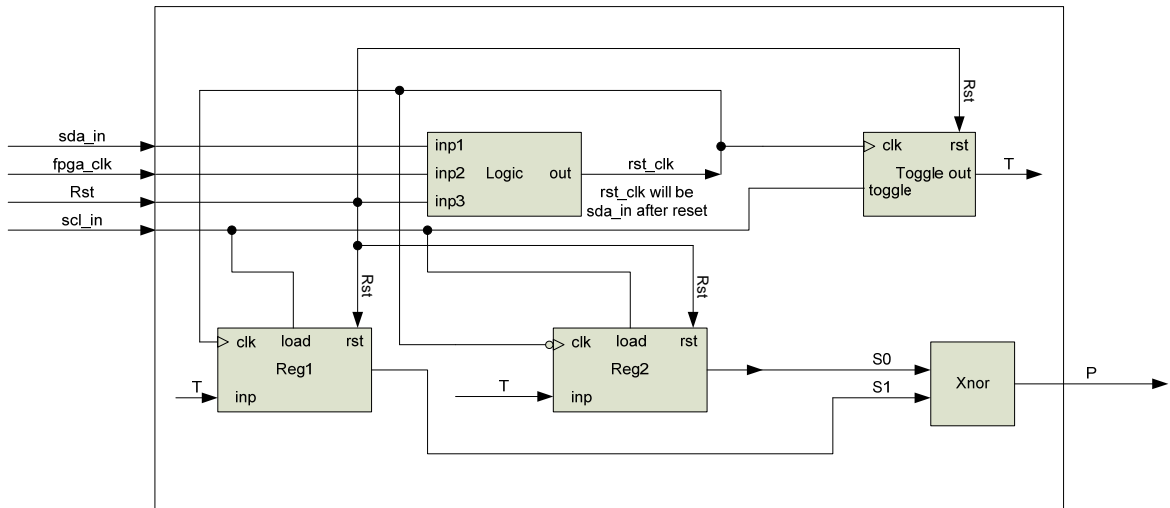 sda_in
fpga_clk
Rst
scl_in
inp1
inp2
inp3
Logic
out
rst_clk
rst_clk will be
sda_in after reset
Rst
clk
rst
Toggle out
toggle
T
Rst
Rst
clk
load
rst
Reg1
T
inp
clk
load
rst
Reg2
T
inp
S0
S1
Xnor
P